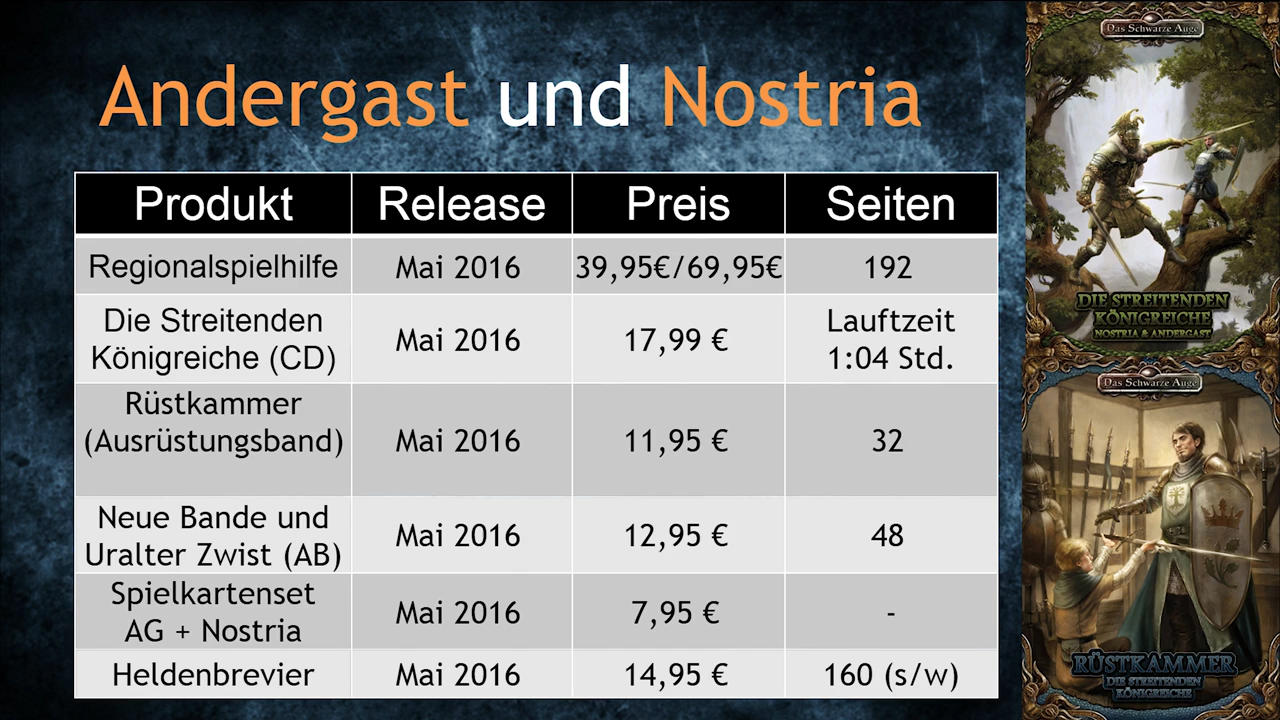 Andergast und Nostria
Produkt Release Preis Seiten
Regionalspielhilfe Mai 2016 39,95€/69,95€ 192
Die Streitenden
Königreiche (CD) Mai 2016 17,99 € Lauftzeit
1:04 Std.
Rüstkammer
(Ausrüstungsband) Mai 2016 11,95 € 32
Neue Bande und
Uralter Zwist (AB) Mai 2016 12,95 € 48
Spielkartenset
AG + Nostria Mai 2016 7,95 € -
Heldenbrevier Mai 2016 14,95 € 160 (s/w)
Das Schwarze Auge
DIE STREITENDEN
KÖNIGREICHE
NOSTRIA & ANDERGAST
Das Schwarze Auge
RÜSTKAMMER
DIE STREITENDEN
KÖNIGREICHE